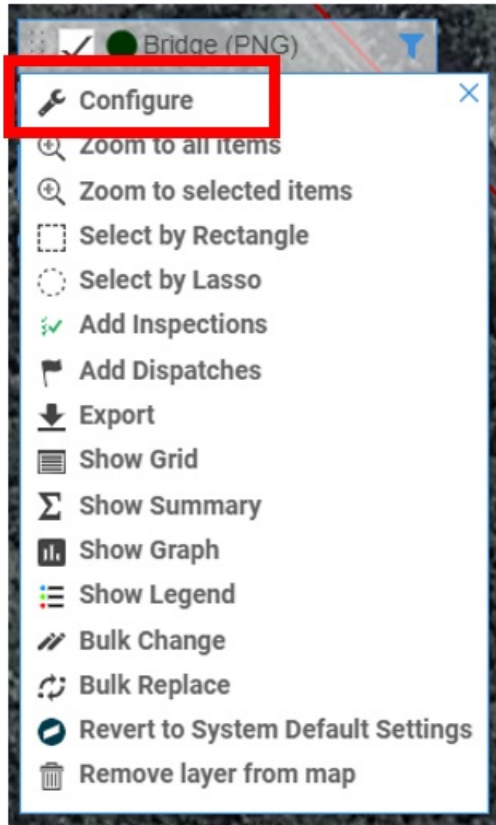 Bridge (PNG)
Configure
Zoom to all items
Zoom to selected items
Select by Rectangle
Select by Lasso
Add Inspections
Add Dispatches
Export
Show Grid
Show Summary
Show Graph
Show Legend
Bulk Change
Bulk Replace
Revert to System Default Settings
Remove layer from map